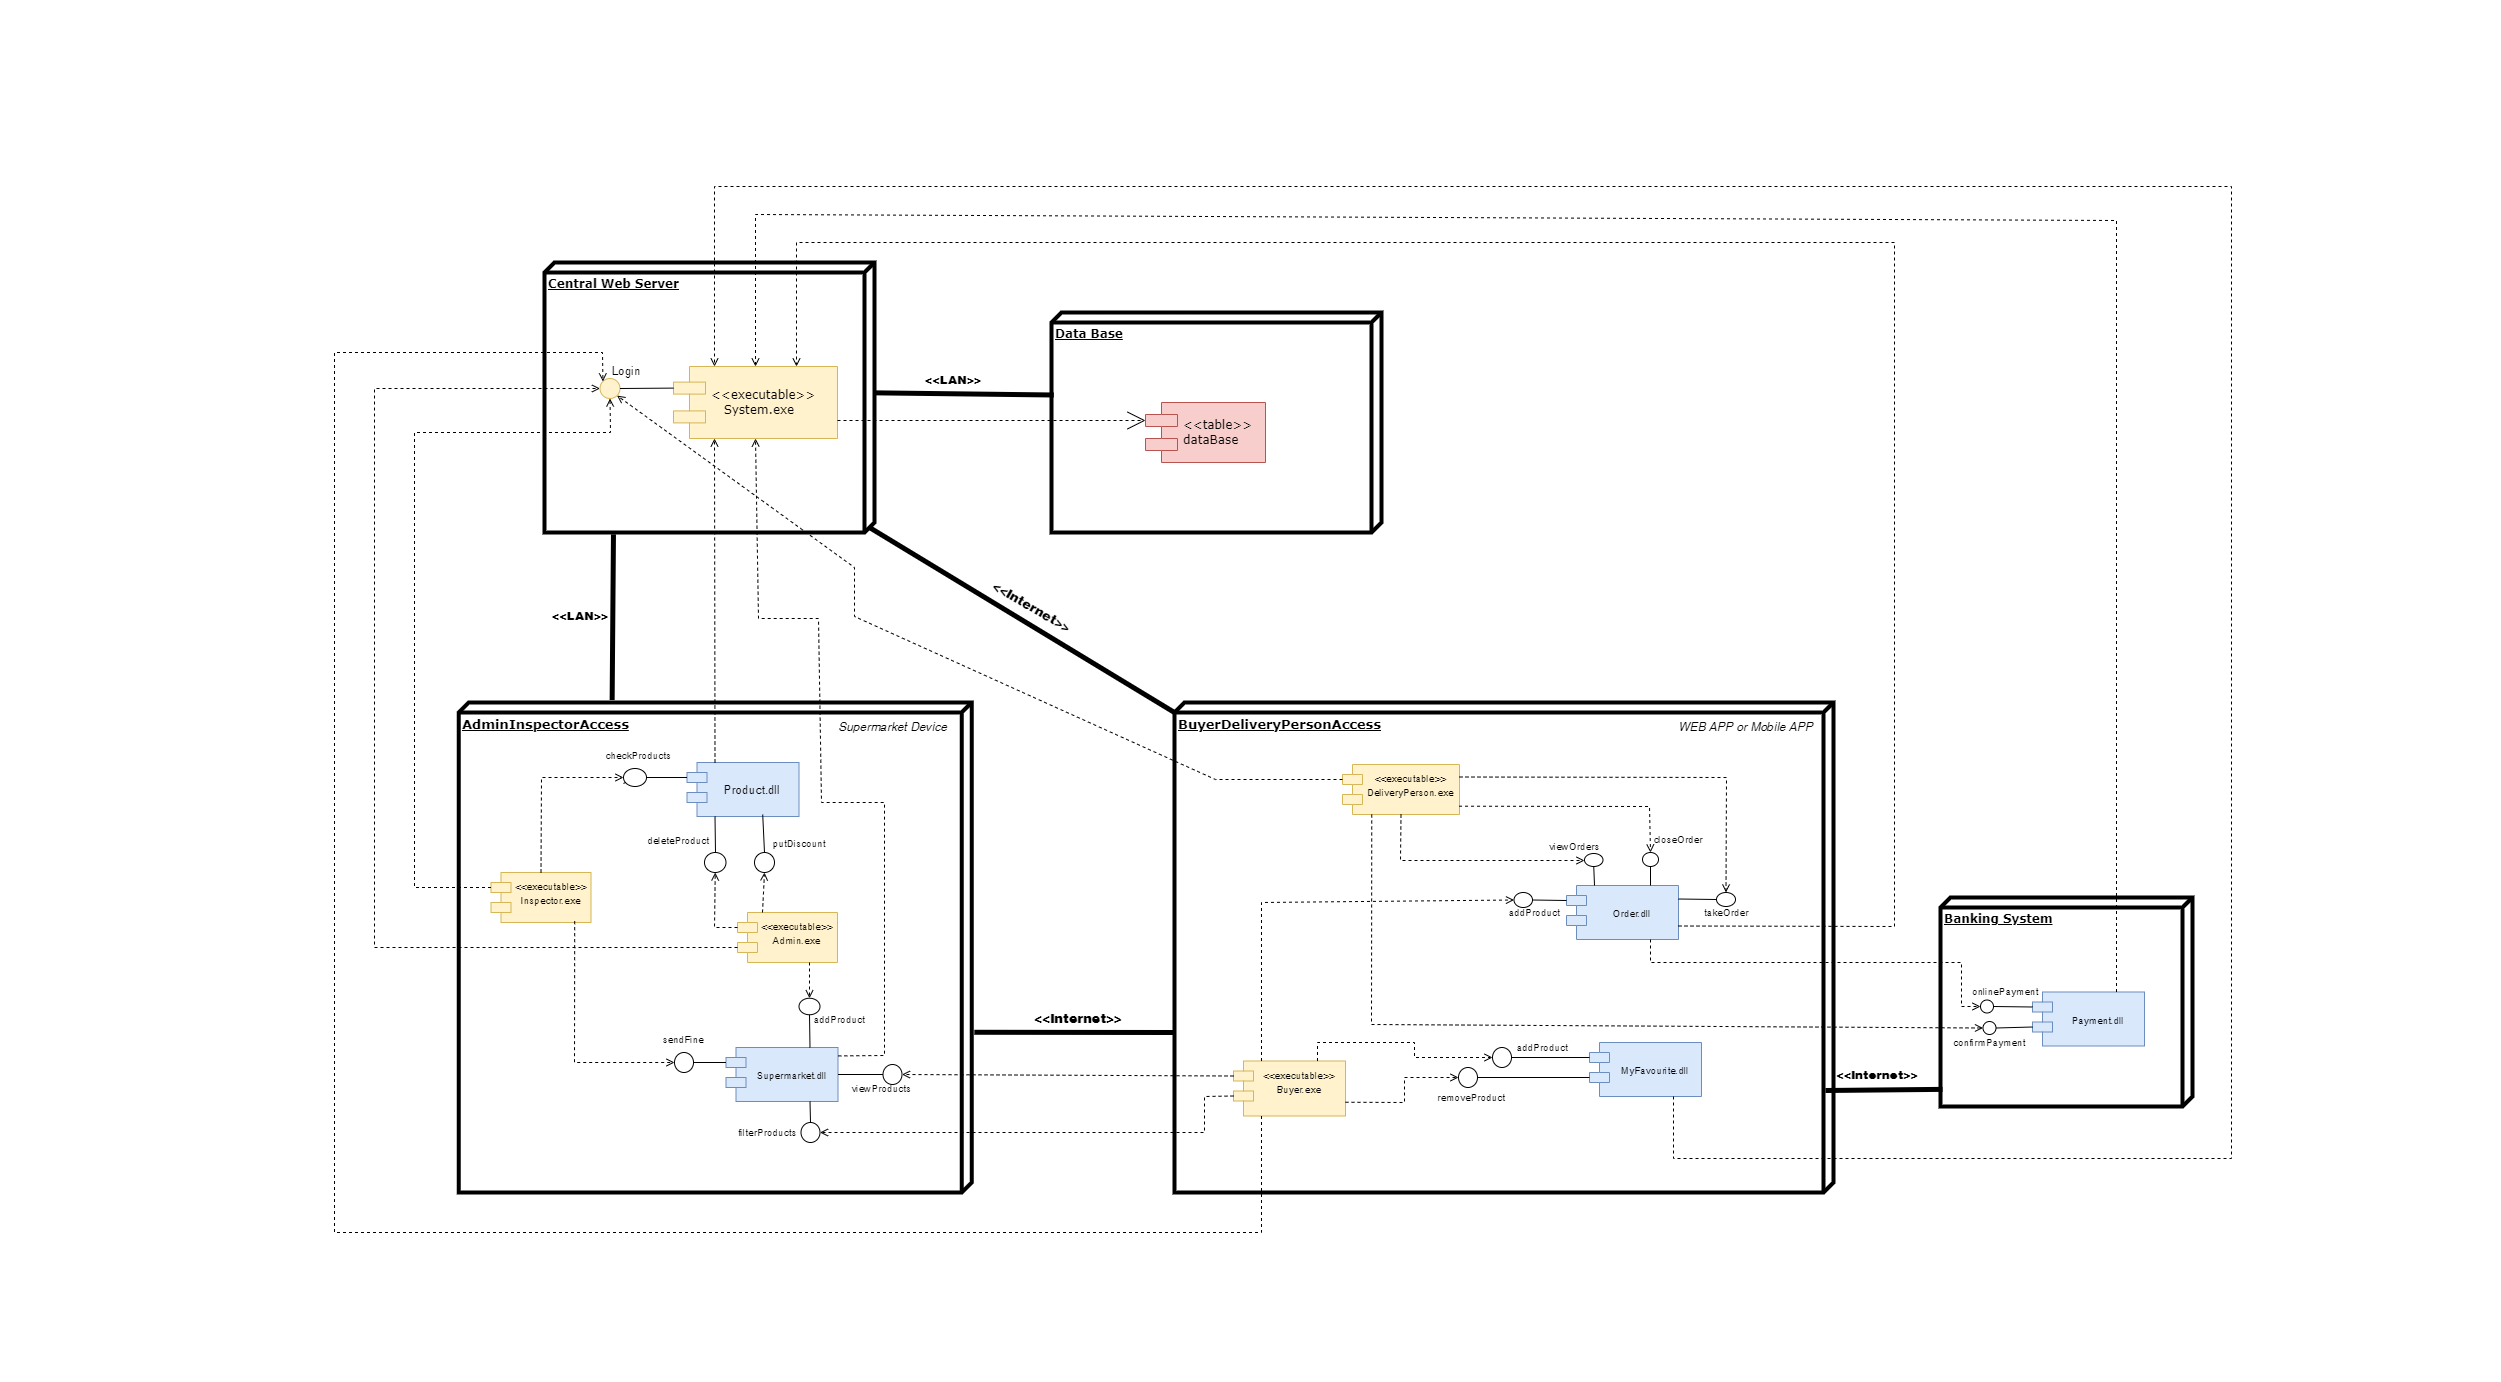 Central Web Server
Login
<<executable>>
System.exe
<<LAN>>
Data Base
<<table>>
dataBase
<<LAN>>
<<Internet>>
AdminInspectorAccess
Supermarket Device
checkProducts
Product.dll
deleteProduct
putDiscount
<<executable>>
Inspector.exe
<<executable>>
Admin.exe
addProduct
sendFine
Supermarket.dll
viewProducts
filterProducts
<<Internet>>
BuyerDeliveryPersonAccess
WEB APP or Mobile APP
<<executable>>
DeliveryPerson.exe
viewOrders
closeOrder
addProduct
Order.dll
takeOrder
<<executable>>
Buyer.exe
addProduct
MyFavourite.dll
removeProduct
<<Internet>>
Banking System
onlinePayment
Payment.dll
confirmPayment